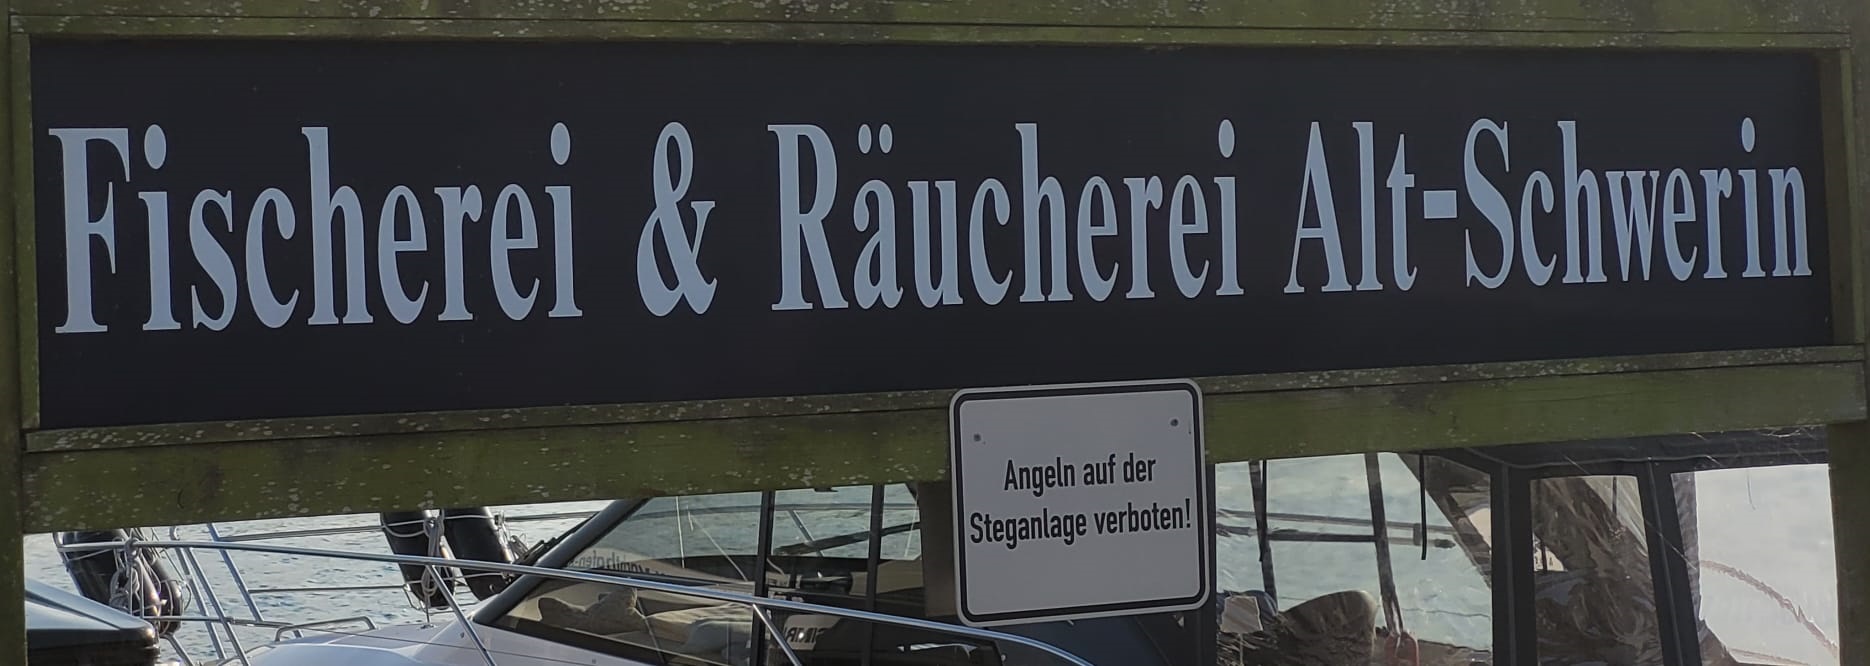 Fischerei & Räucherei Alt-Schwerin
Angeln auf der
Steganlage verboten!